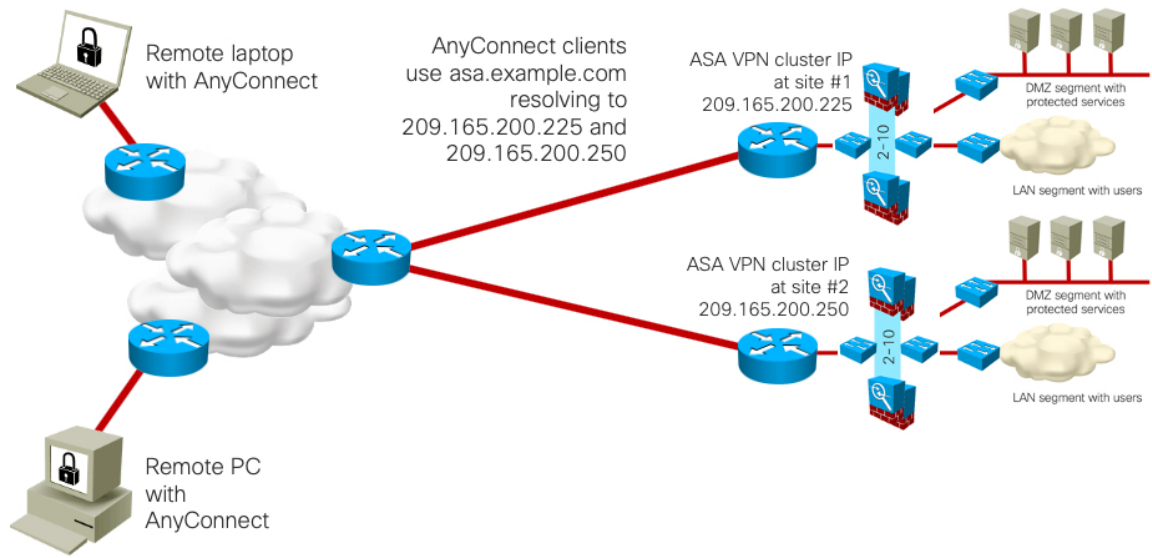 Remote laptop
with AnyConnect
AnyConnect clients
use asa.example.com
resolving to
209.165.200.225 and
209.165.200.250
ASA VPN cluster IP
at site #1
209.165.200.225
2-10
DMZ segment with
protected services
LAN segment with users
ASA VPN cluster IP
at site #2
209.165.200.250
2-10
DMZ segment with
protected services
LAN segment with users
Remote PC
with
AnyConnect